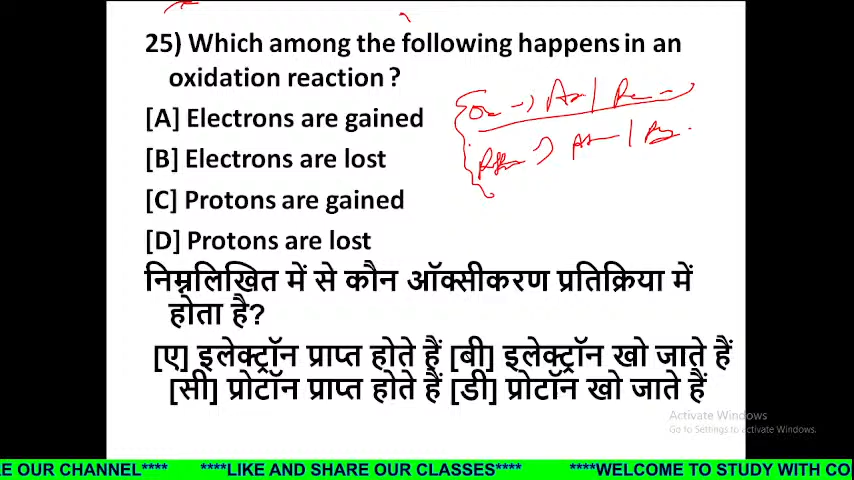 25) Which among the following happens in an
oxidation reaction ?
[A] Electrons are gained
[B] Electrons are lost
[C] Protons are gained
[D] Protons are lost
निम्नलिखित में से कौन ऑक्सीकरण प्रतिक्रिया में
होता है?
[ए] इलेक्ट्रॉन प्राप्त होते हैं [बी] इलेक्ट्रॉन खो जाते हैं
[सी] प्रोटॉन प्राप्त होते हैं [डी] प्रोटॉन खो जाते हैं
Activate Windows
Go to Settings to activate Windows.
E OUR CHANNEL**** ****LIKE AND SHARE OUR CLASSES**** ****WELCOME TO STUDY WITH CO